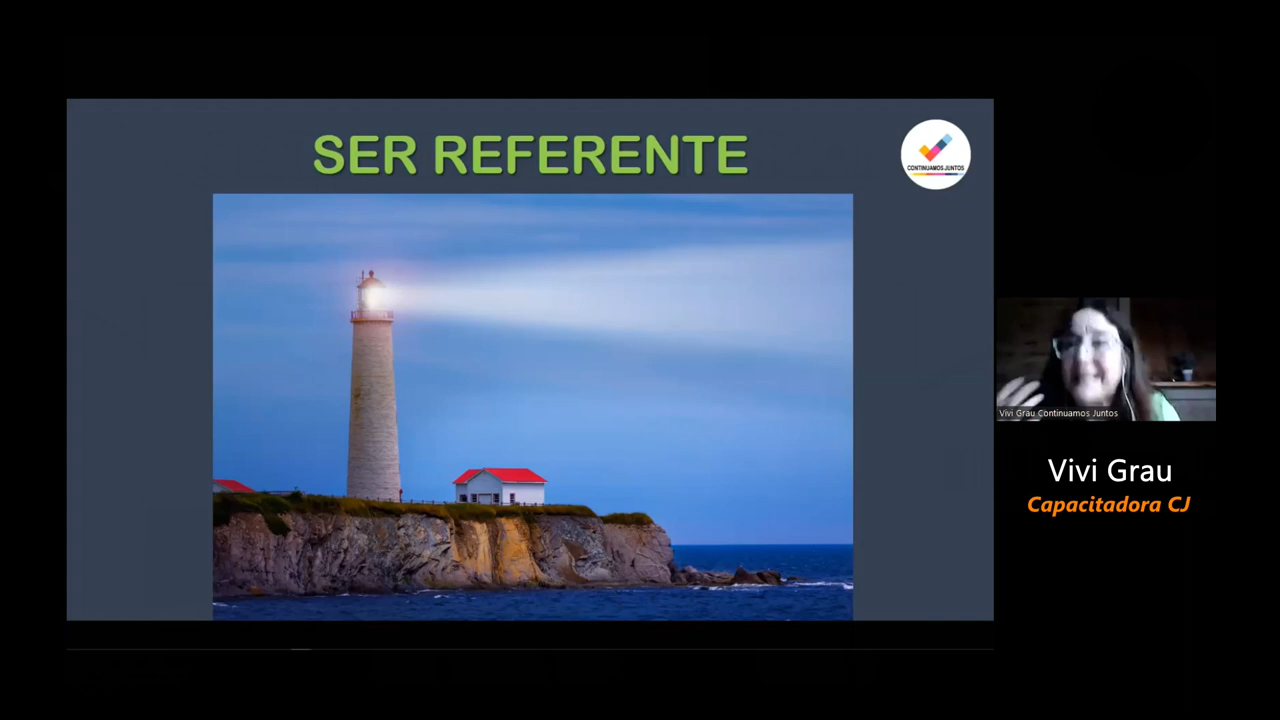 SER REFERENTE
CONTINUAMOS JUNTOS
Vivi Grau Continuamos Juntos
Vivi Grau
Capacitadora CJ